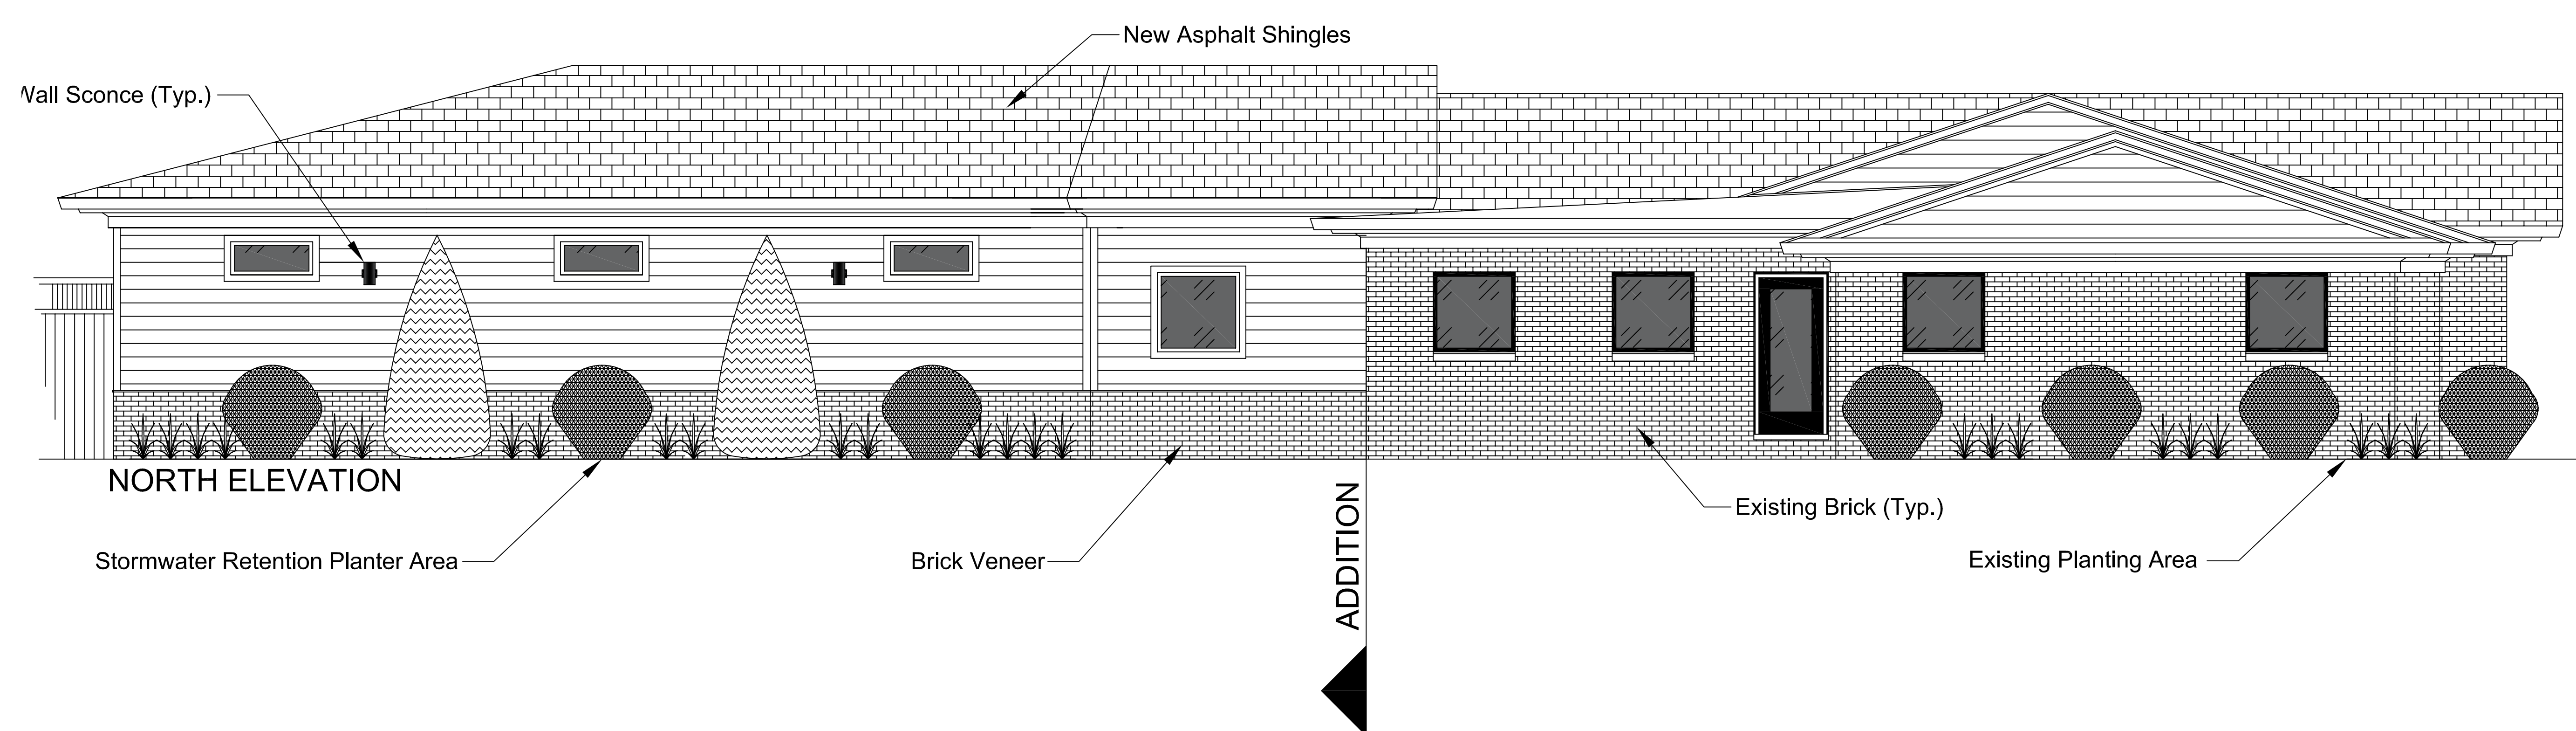 New Asphalt Shingles
Wall Sconce (Typ.)
NORTH ELEVATION
Stormwater Retention Planter Area
Brick Veneer
ADDITION
Existing Brick (Typ.)
Existing Planting Area